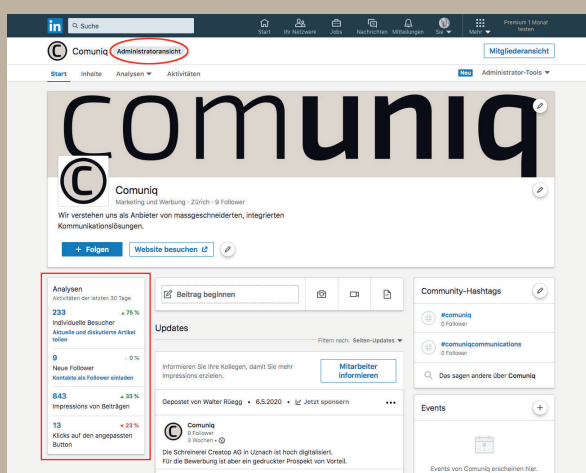 in Suche
Start Ihr Netzwerk Jobs Nachrichten Mitteilungen Sie Mehr Premium 1 Monat
testen
C Comuniq Administratoransicht Mitgliederansicht
Start Inhalte Analysen Aktivitäten Neu Administrator-Tools
comuniq
C
Comuniq
Marketing und Werbung · Zürich · 9 Follower
Wir verstehen uns als Anbieter von massgeschneiderten, integrierten
Kommunikationslösungen.
+ Folgen Website besuchen
Analysen
Aktivitäten der letzten 30 Tage
233 ▲ 75 %
Individuelle Besucher
Aktuelle und diskutierte Artikel
teilen
9 0 %
Neue Follower
Kontakte als Follower einladen
843 ▲ 33 %
Impressions von Beiträgen
13 ▼ 23 %
Klicks auf den angepassten
Button
Beitrag beginnen
Updates
Filtern nach: Seiten-Updates
Informieren Sie Ihre Kollegen, damit Sie mehr
Impressions erzielen.
Mitarbeiter
informieren
Gepostet von Walter Rüegg • 6.5.2020 • Jetzt sponsern •••
C Comuniq
9 Follower
3 Wochen •
Die Schreinerei Creatop AG in Uznach ist hoch digitalisiert.
Für die Bewerbung ist aber ein gedruckter Prospekt von Vorteil.
Community-Hashtags
#comuniq
0 Follower
#comuniqcommunications
0 Follower
Das sagen andere über Comuniq
Events +
Events von Comuniq erscheinen hier.